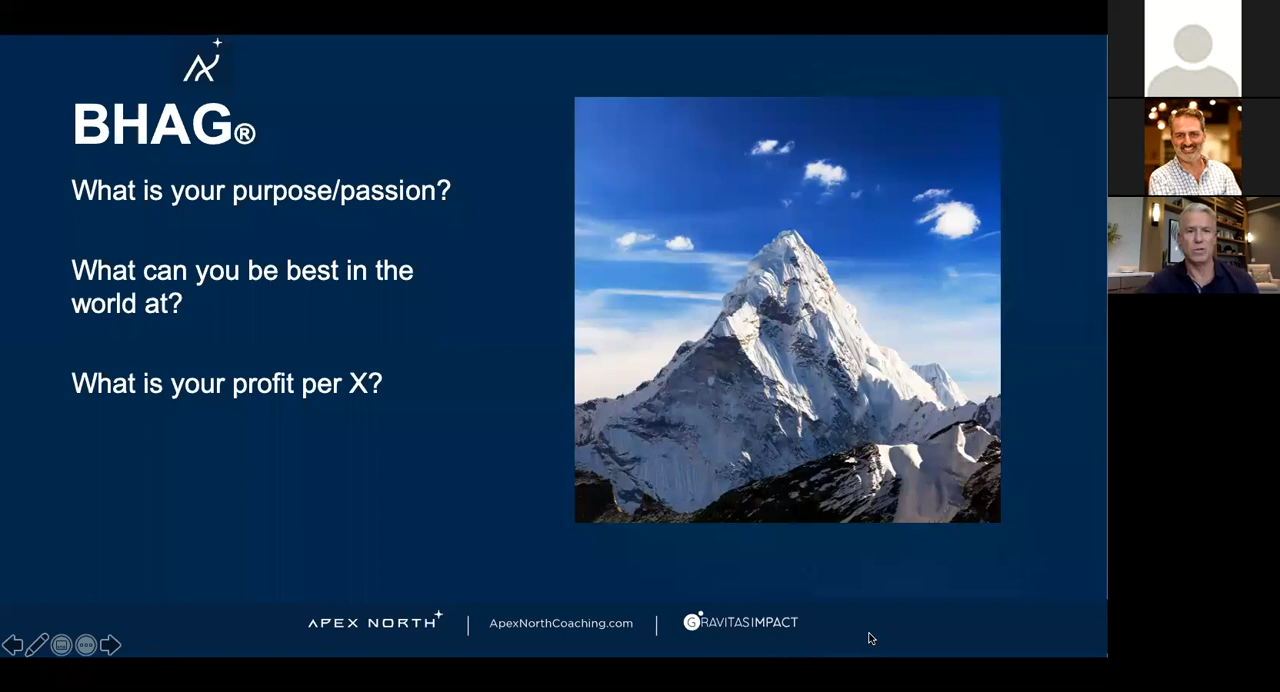 BHAG®
What is your purpose/passion?
What can you be best in the
world at?
What is your profit per X?
APEX NORTH
ApexNorthCoaching.com
GRAVITASIMPACT